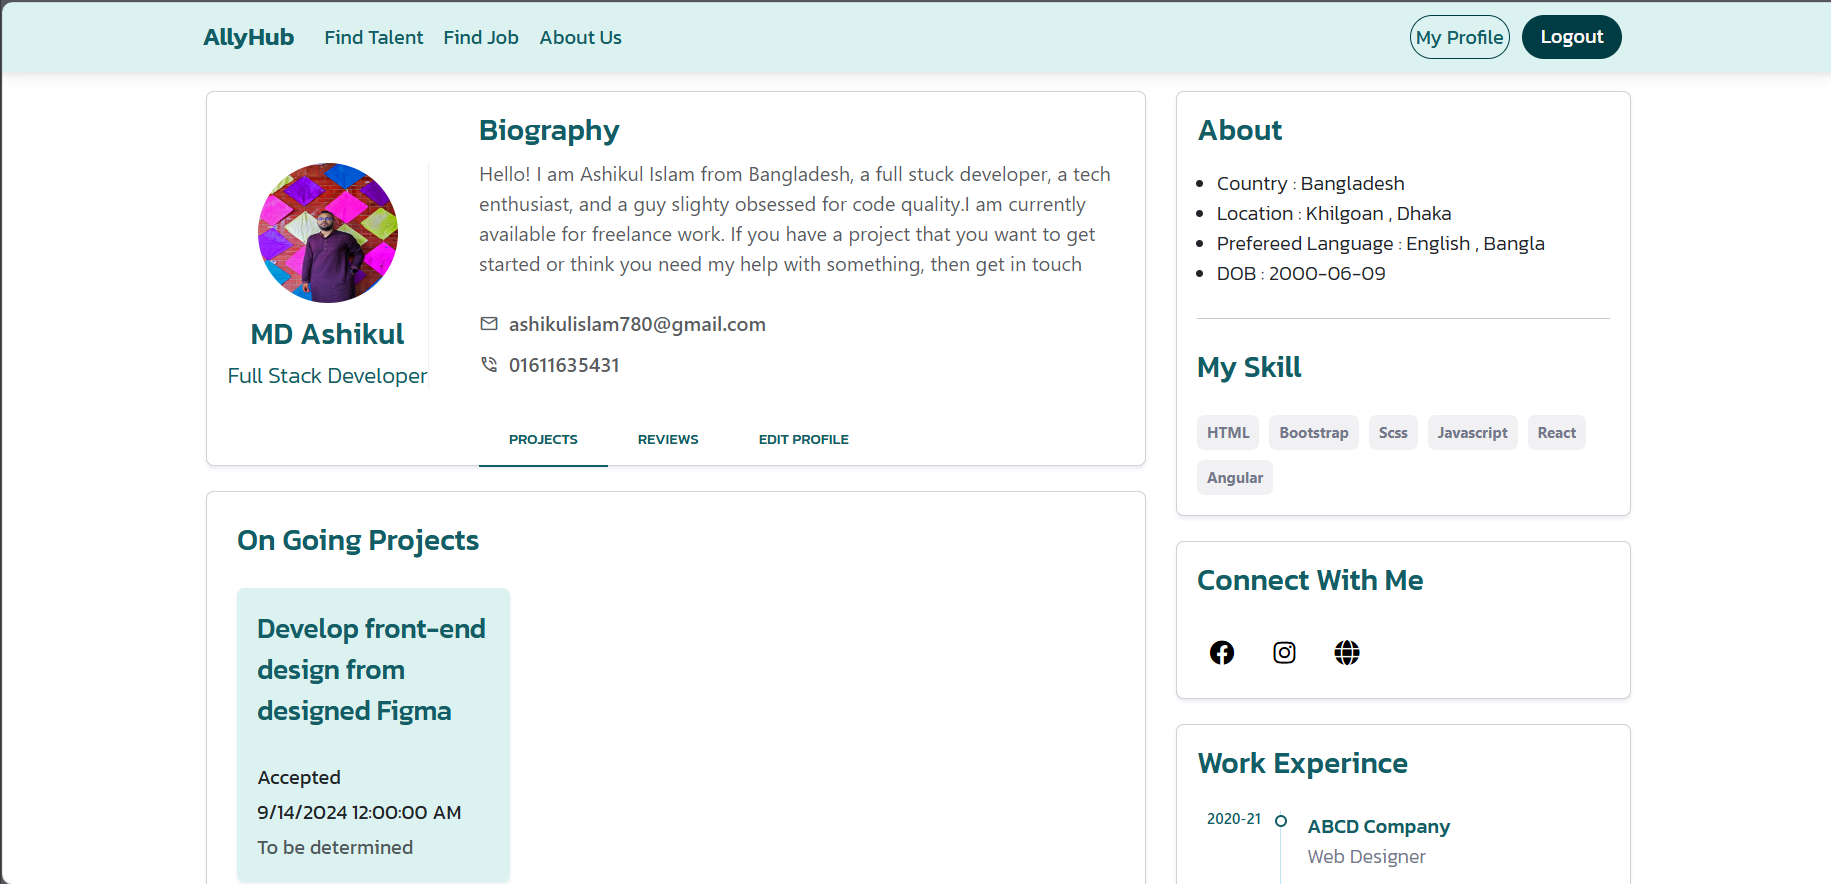 AllyHub Find Talent Find Job About Us My Profile Logout
Biography
Hello! I am Ashikul Islam from Bangladesh, a full stuck developer, a tech
enthusiast, and a guy slighty obsessed for code quality.I am currently
available for freelance work. If you have a project that you want to get
started or think you need my help with something, then get in touch
MD Ashikul
Full Stack Developer
ashikulislam780@gmail.com
01611635431
PROJECTS REVIEWS EDIT PROFILE
On Going Projects
Develop front-end
design from
designed Figma
Accepted
9/14/2024 12:00:00 AM
To be determined
About
Country : Bangladesh
Location : Khilgoan , Dhaka
Prefereed Language : English , Bangla
DOB : 2000-06-09
My Skill
HTML Bootstrap Scss Javascript React
Angular
Connect With Me
Work Experince
2020-21 ABCD Company
Web Designer